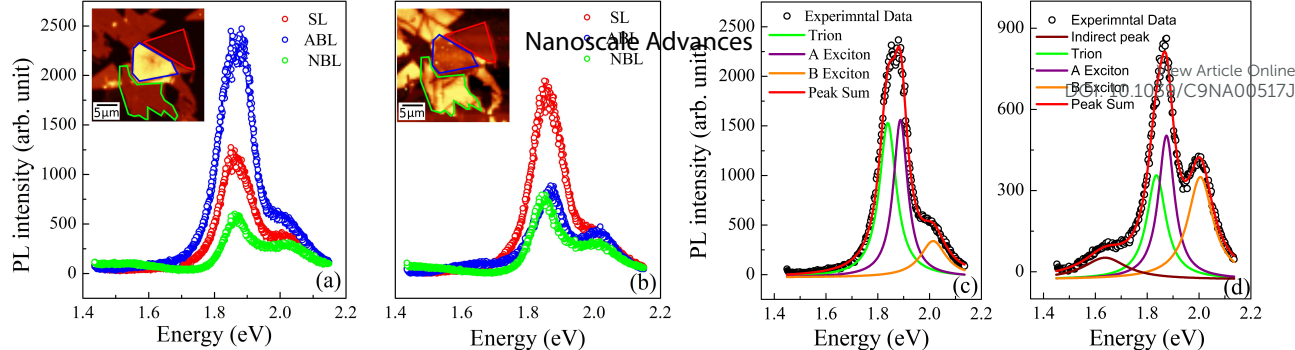 Nanoscale Advances
View Article Online
DOI: 10.1039/C9NA00517J
PL intensity (arb. unit)
2500
2000
1500
1000
500
0
5μm
SL
ABL
NBL
(a)
1.4 1.6 1.8 2.0 2.2
Energy (eV)
5μm
SL
ABL
NBL
(b)
1.4 1.6 1.8 2.0 2.2
Energy (eV)
PL intensity (arb. unit)
2500
2000
1500
1000
500
0
Experimntal Data
Trion
A Exciton
B Exciton
Peak Sum
(c)
1.4 1.6 1.8 2.0 2.2
Energy (eV)
900
600
300
0
Experimntal Data
Indirect peak
Trion
A Exciton
B Exciton
Peak Sum
(d)
1.4 1.6 1.8 2.0 2.2
Energy (eV)